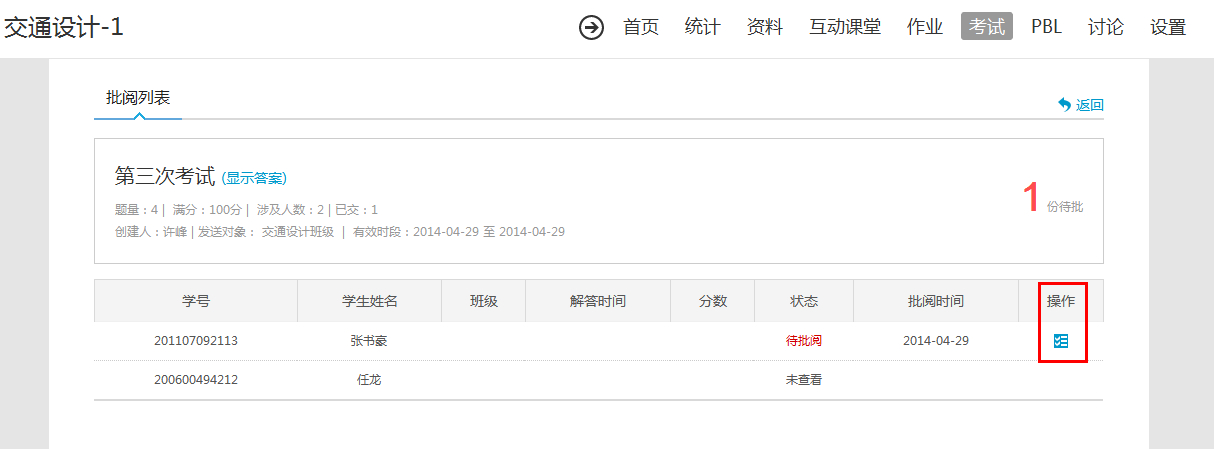 交通设计-1 首页 统计 资料 互动课堂 作业 考试 PBL 讨论 设置
批阅列表 返回
第三次考试 (显示答案)
题量：4 | 满分：100分 | 涉及人数：2 | 已交：1
1 份待批
创建人：许峰 | 发送对象： 交通设计班级 | 有效时段：2014-04-29 至 2014-04-29
学号 学生姓名 班级 解答时间 分数 状态 批阅时间 操作
201107092113 张书豪 待批阅 2014-04-29
200600494212 任龙 未查看